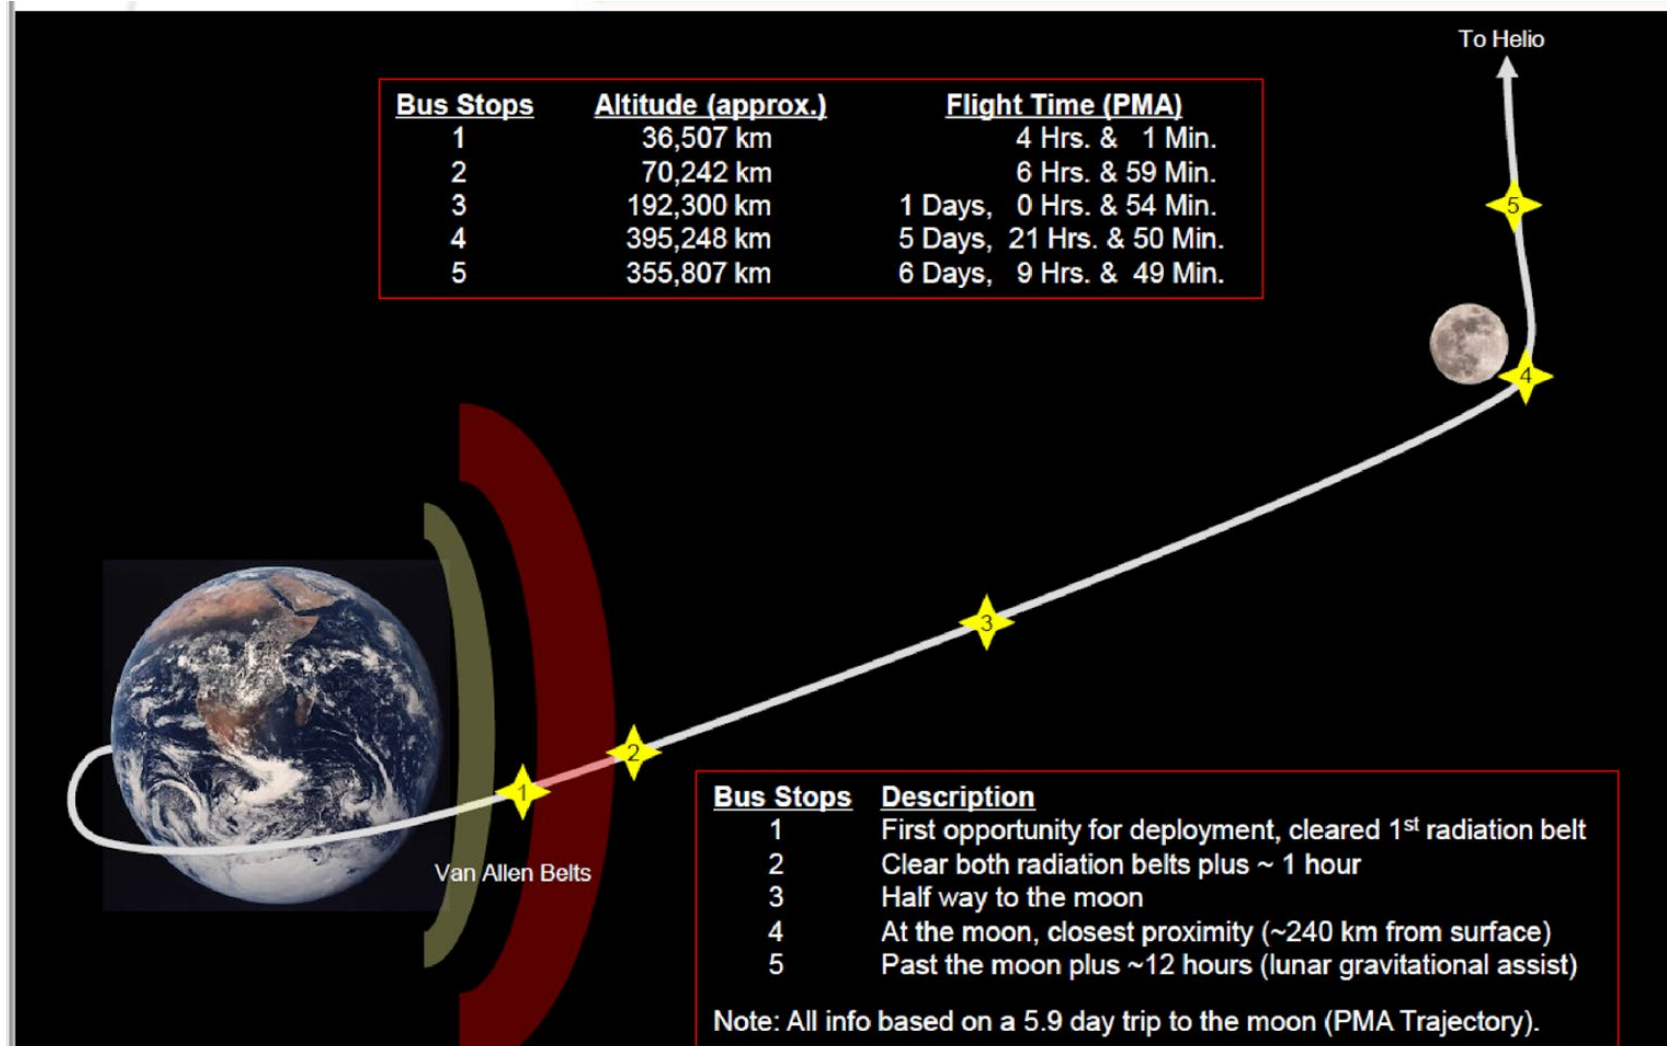 To Helio
Bus Stops Altitude (approx.) Flight Time (PMA)
1 36,507 km 4 Hrs. & 1 Min.
2 70,242 km 6 Hrs. & 59 Min.
3 192,300 km 1 Days, 0 Hrs. & 54 Min.
4 395,248 km 5 Days, 21 Hrs. & 50 Min.
5 355,807 km 6 Days, 9 Hrs. & 49 Min.
5
4
3
2
1
Van Allen Belts
Bus Stops Description
1 First opportunity for deployment, cleared 1st radiation belt
2 Clear both radiation belts plus ~ 1 hour
3 Half way to the moon
4 At the moon, closest proximity (~240 km from surface)
5 Past the moon plus ~12 hours (lunar gravitational assist)
Note: All info based on a 5.9 day trip to the moon (PMA Trajectory).